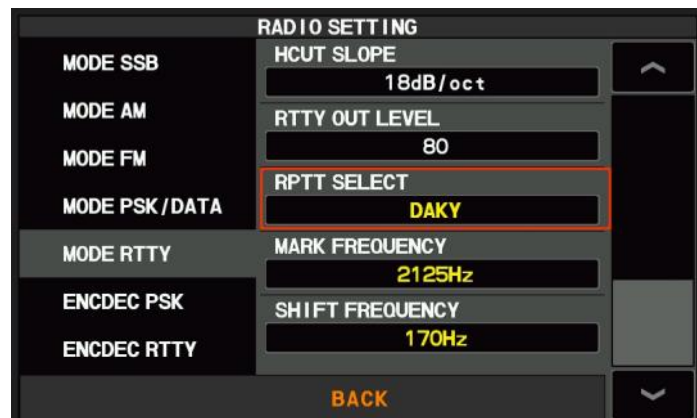 RADIO SETTING
MODE SSB
MODE AM
MODE FM
MODE PSK/DATA
MODE RTTY
ENCDEC PSK
ENCDEC RTTY
HCUT SLOPE
18dB/oct
RTTY OUT LEVEL
80
RPTT SELECT
DAKY
MARK FREQUENCY
2125Hz
SHIFT FREQUENCY
170Hz
BACK